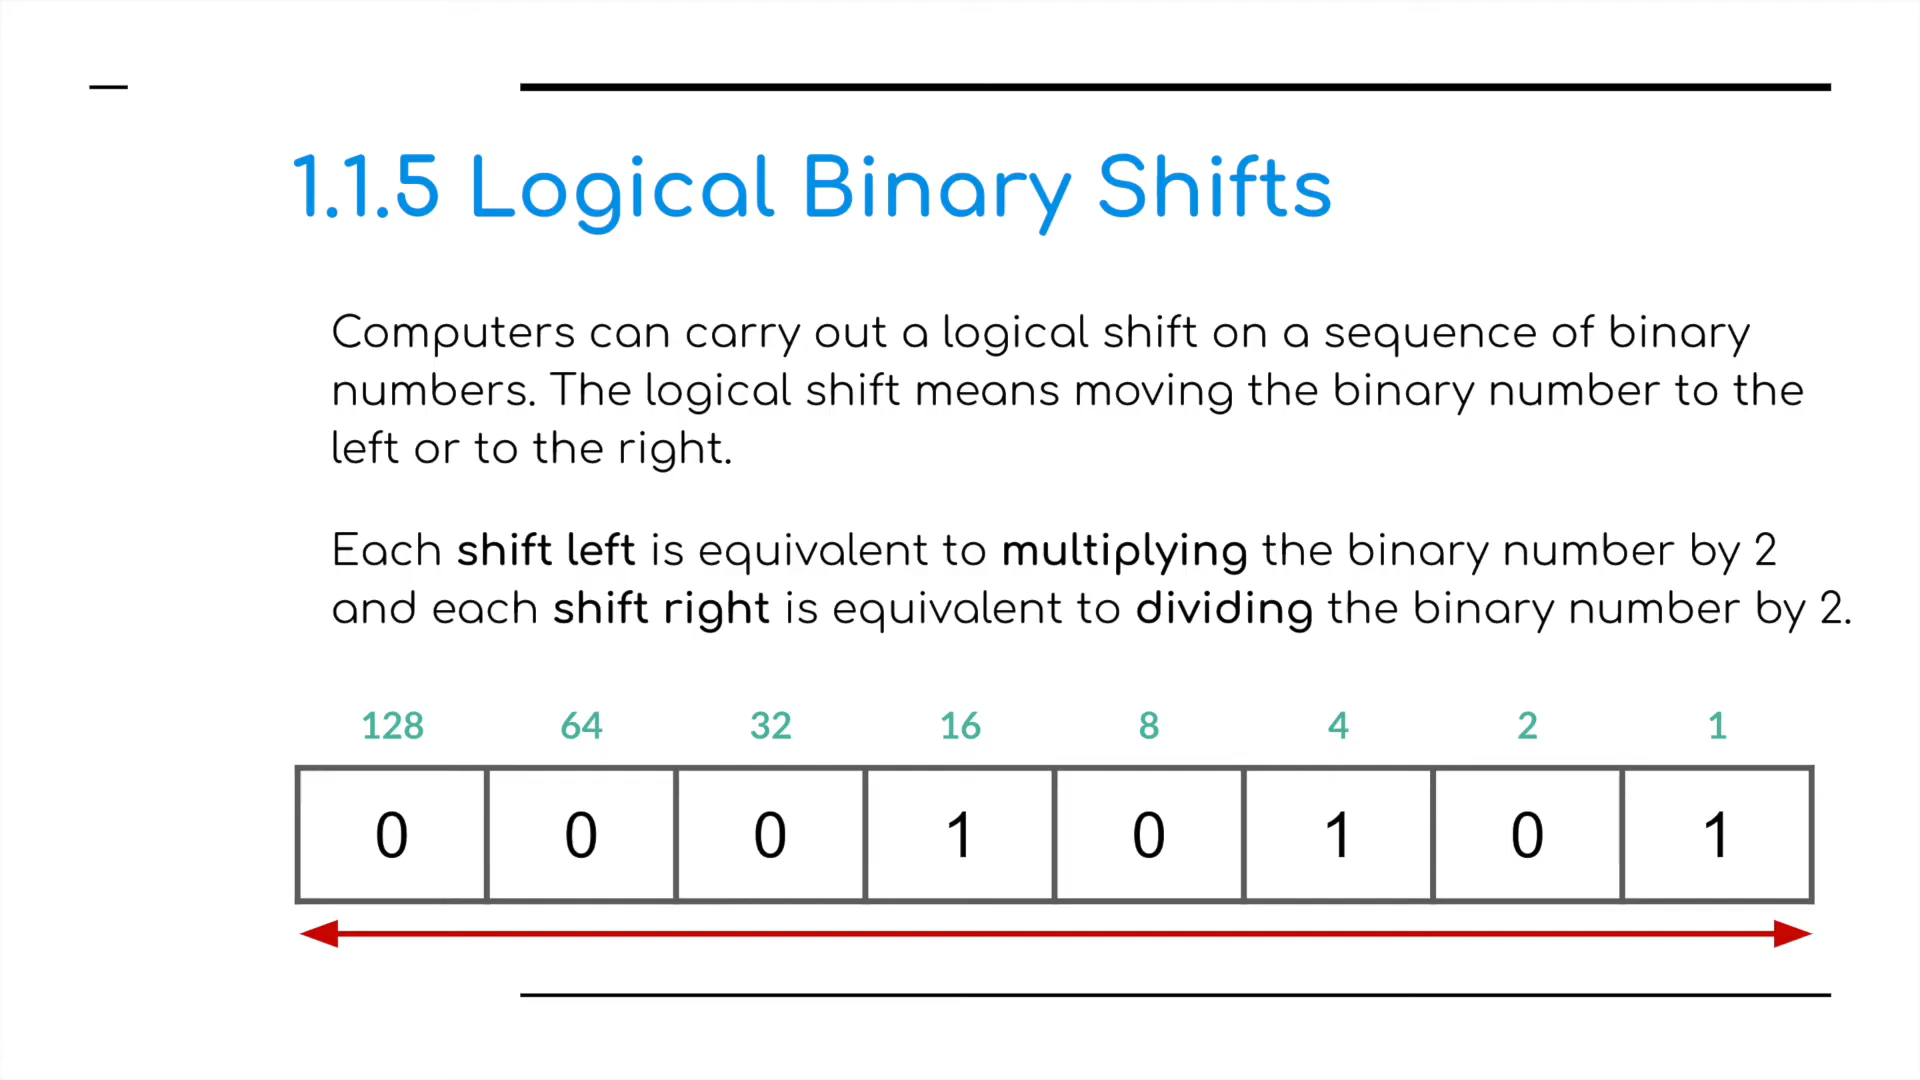 1.1.5 Logical Binary Shifts
Computers can carry out a logical shift on a sequence of binary
numbers. The logical shift means moving the binary number to the
left or to the right.
Each shift left is equivalent to multiplying the binary number by 2
and each shift right is equivalent to dividing the binary number by 2.
128 64 32 16 8 4 2 1
0 0 0 1 0 1 0 1